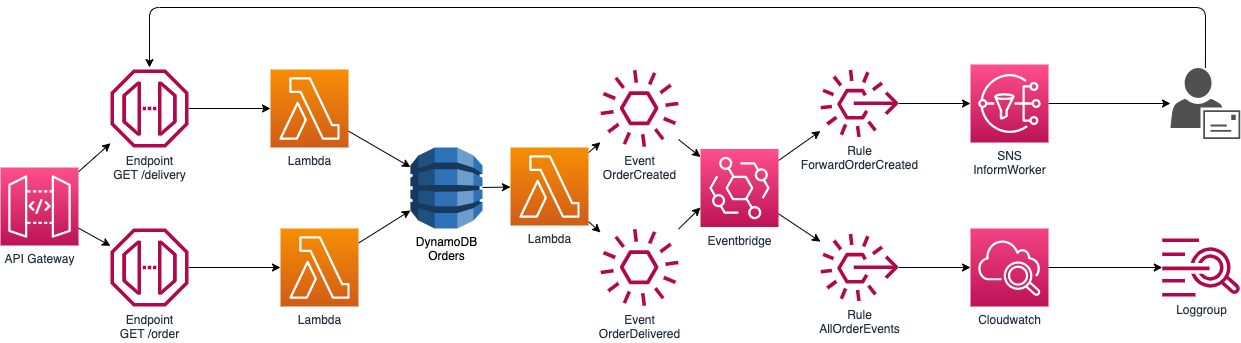 Endpoint
GET /delivery
Lambda
Event
OrderCreated
Rule
ForwardOrderCreated
SNS
InformWorker
API Gateway
DynamoDB
Orders
Lambda
Eventbridge
Endpoint
GET /order
Lambda
Event
OrderDelivered
Rule
AllOrderEvents
Cloudwatch
Loggroup